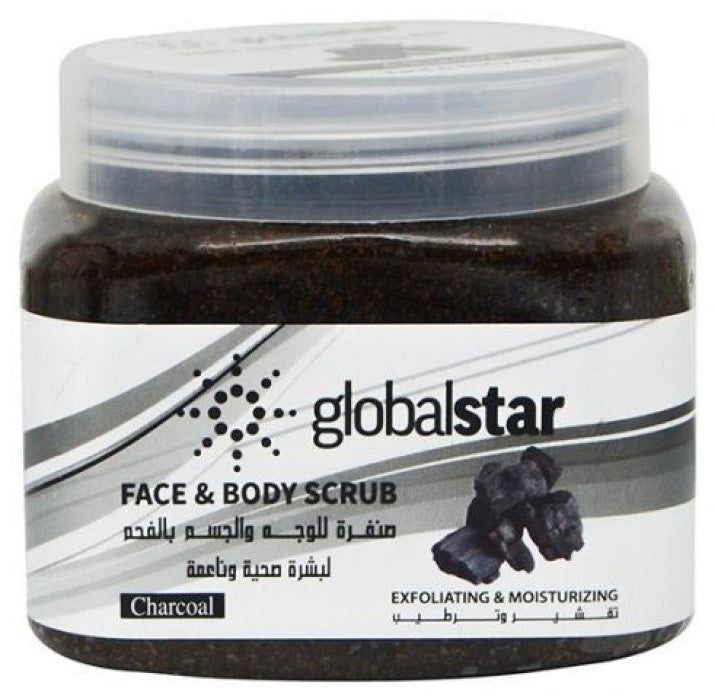 globalstar
FACE & BODY SCRUB
صنفرة للوجه والجسم بالفحم
لبشرة صحية وناعمة
Charcoal
EXFOLIATING & MOISTURIZING
تقشير وترطيب